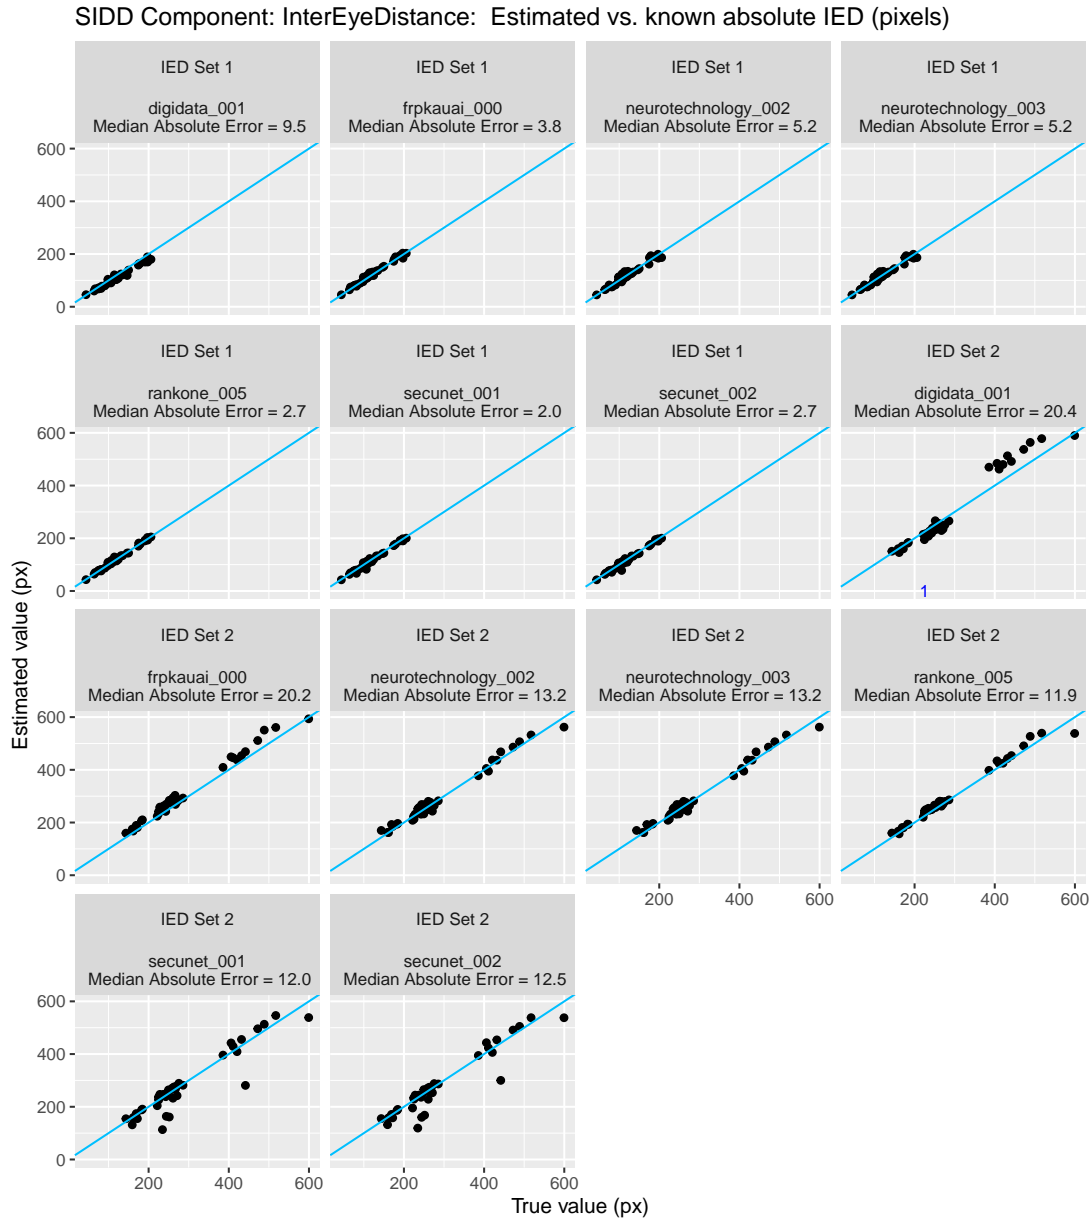 SIDD Component: InterEyeDistance:  Estimated vs. known absolute IED (pixels)
IED Set 1
digidata_001
Median Absolute Error = 9.5
IED Set 1
frpkauai_000
Median Absolute Error = 3.8
IED Set 1
neurotechnology_002
Median Absolute Error = 5.2
IED Set 1
neurotechnology_003
Median Absolute Error = 5.2
600
400
200
0
IED Set 1
rankone_005
Median Absolute Error = 2.7
IED Set 1
secunet_001
Median Absolute Error = 2.0
IED Set 1
secunet_002
Median Absolute Error = 2.7
IED Set 2
digidata_001
Median Absolute Error = 20.4
600
400
200
0
1
IED Set 2
frpkauai_000
Median Absolute Error = 20.2
IED Set 2
neurotechnology_002
Median Absolute Error = 13.2
IED Set 2
neurotechnology_003
Median Absolute Error = 13.2
IED Set 2
rankone_005
Median Absolute Error = 11.9
600
400
200
0
200 400 600
200 400 600
IED Set 2
secunet_001
Median Absolute Error = 12.0
IED Set 2
secunet_002
Median Absolute Error = 12.5
600
400
200
0
200 400 600
200 400 600
True value (px)
Estimated value (px)